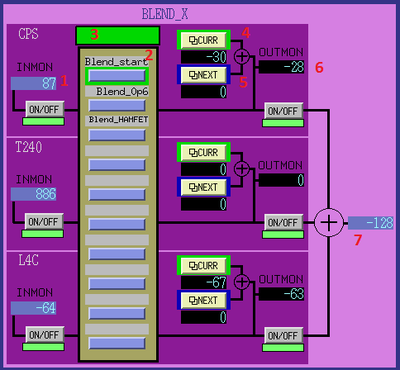 BLEND_X
CPS
3
4
CURR
INMON
2
Blend_start
-30
OUTMON
87
1
NEXT
5
-28
6
ON/OFF
Blend_Op6
0
ON/OFF
Blend_HAMFET
T240
CURR
INMON
0
OUTMON
886
NEXT
0
ON/OFF
0
ON/OFF
-128
7
L4C
CURR
INMON
-67
OUTMON
-64
NEXT
-63
ON/OFF
0
ON/OFF